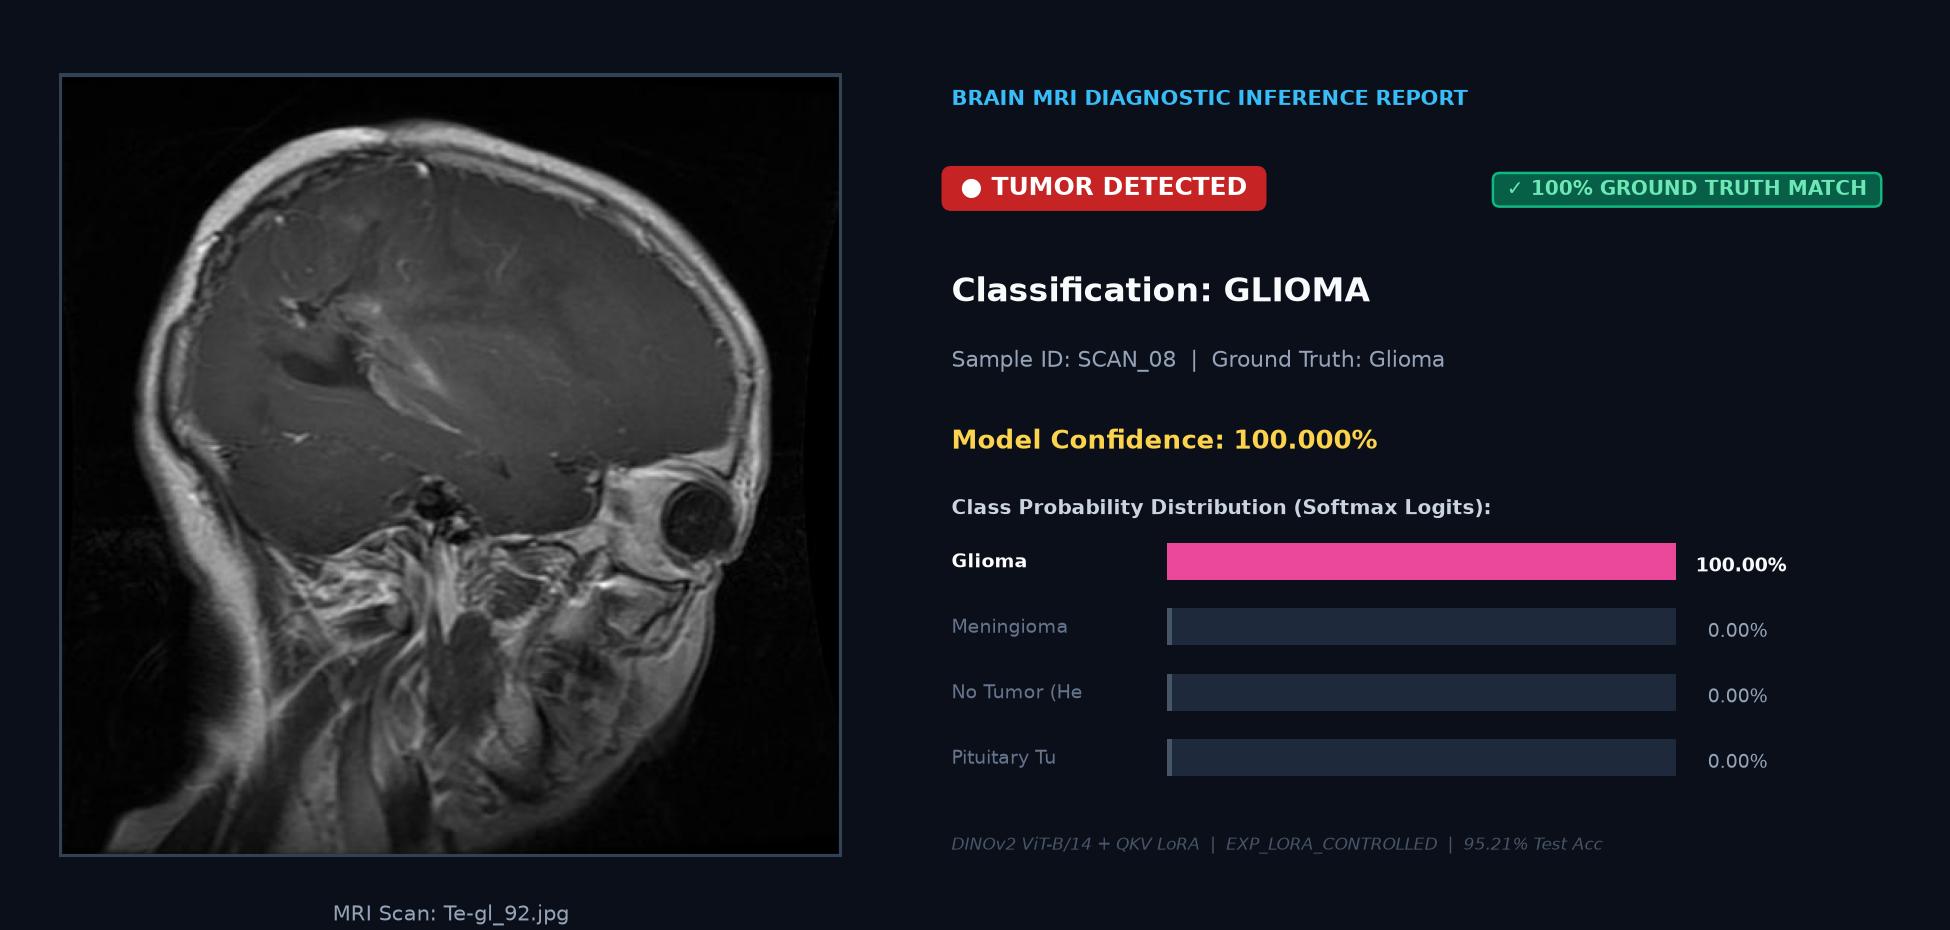 BRAIN MRI DIAGNOSTIC INFERENCE REPORT
● TUMOR DETECTED
✓ 100% GROUND TRUTH MATCH
Classification: GLIOMA
Sample ID: SCAN_08 | Ground Truth: Glioma
Model Confidence: 100.000%
Class Probability Distribution (Softmax Logits):
Glioma 100.00%
Meningioma 0.00%
No Tumor (He 0.00%
Pituitary Tu 0.00%
DINOv2 ViT-B/14 + QKV LoRA | EXP_LORA_CONTROLLED | 95.21% Test Acc
MRI Scan: Te-gl_92.jpg